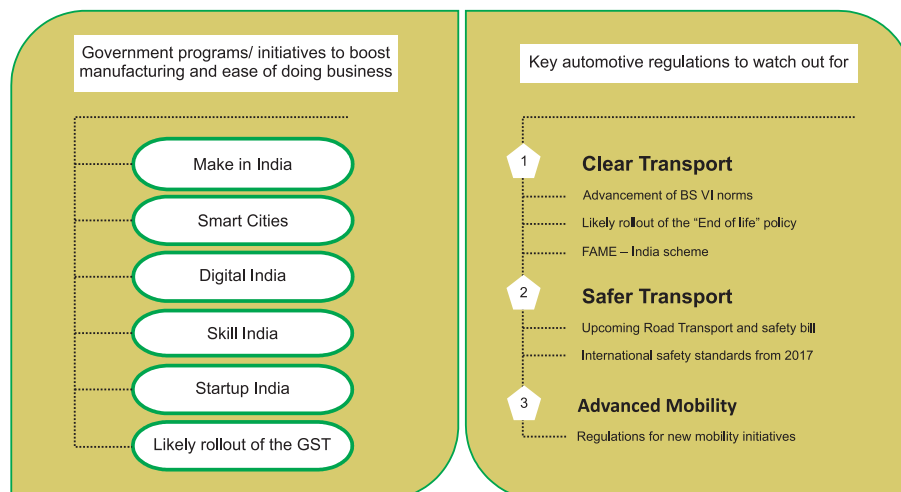 Government programs/ initiatives to boost
manufacturing and ease of doing business
Make in India
Smart Cities
Digital India
Skill India
Startup India
Likely rollout of the GST
Key automotive regulations to watch out for
1
Clear Transport
Advancement of BS VI norms
Likely rollout of the “End of life” policy
FAME – India scheme
2
Safer Transport
Upcoming Road Transport and safety bill
International safety standards from 2017
3
Advanced Mobility
Regulations for new mobility initiatives